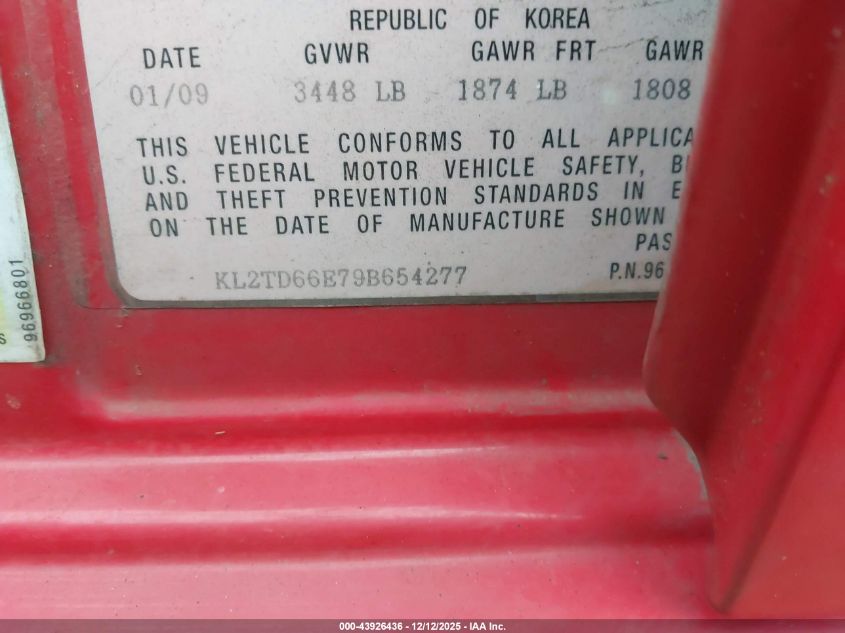 REPUBLIC OF KOREA
DATE GVWR GAWR FRT GAWR
01/09 3448 LB 1874 LB 1808
THIS VEHICLE CONFORMS TO ALL APPLICA
U.S. FEDERAL MOTOR VEHICLE SAFETY, B
AND THEFT PREVENTION STANDARDS IN E
ON THE DATE OF MANUFACTURE SHOWN
PAS
KL2TD66E79B654277 P.N.96
96966801
000-43926436 - 12/12/2025 - IAA Inc.